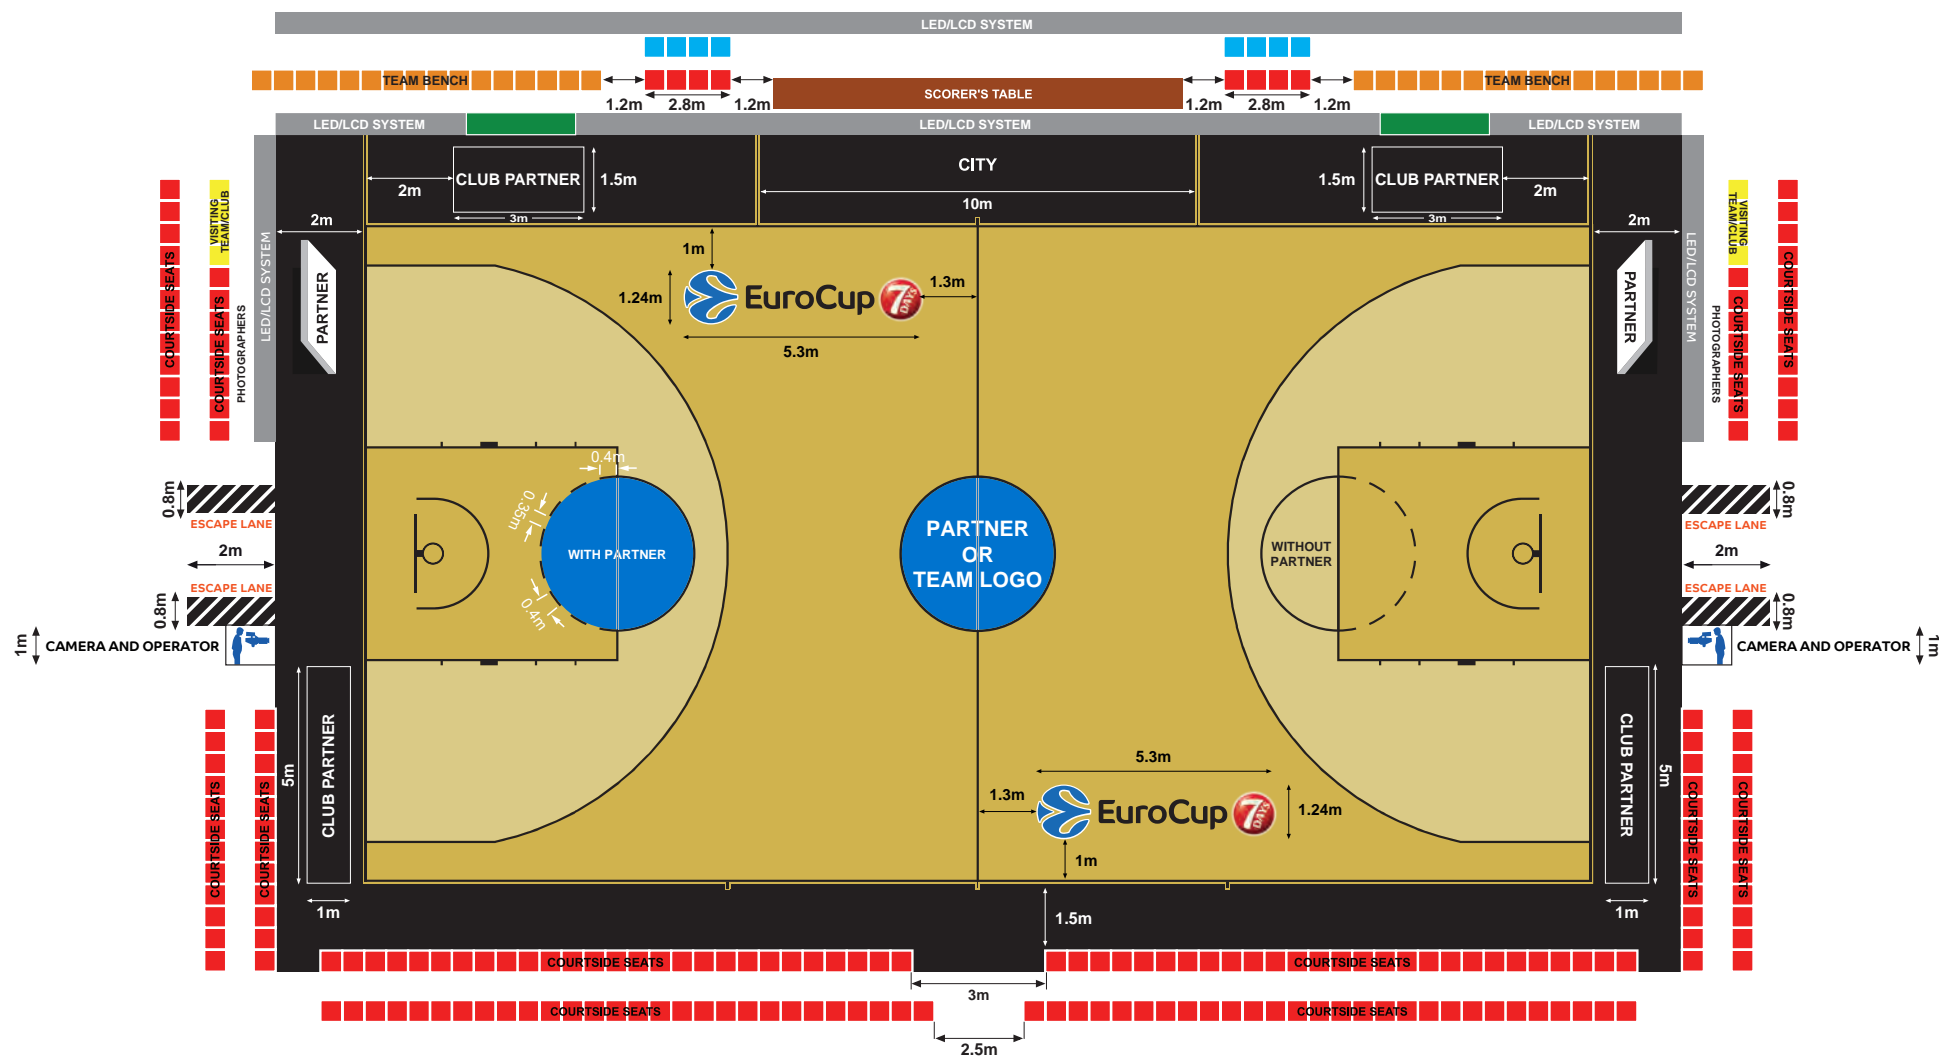 LED/LCD SYSTEM
TEAM BENCH
TEAM BENCH
SCORER'S TABLE
1.2m
2.8m
1.2m
1.2m
2.8m
1.2m
LED/LCD SYSTEM
LED/LCD SYSTEM
LED/LCD SYSTEM
CITY
10m
2m
CLUB PARTNER
1.5m
3m
1.5m
CLUB PARTNER
2m
3m
2m
2m
COURTSIDE SEATS
VISITING
TEAM/CLUB
COURTSIDE SEATS
PHOTOGRAPHERS
LED/LCD SYSTEM
PARTNER
1m
1.24m
EuroCup
7
DAYS
1.3m
5.3m
PARTNER
LED/LCD SYSTEM
PHOTOGRAPHERS
VISITING
TEAM/CLUB
COURTSIDE SEATS
COURTSIDE SEATS
0.4m
0.35m
0.4m
WITH PARTNER
PARTNER
OR
TEAM LOGO
WITHOUT
PARTNER
0.8m
ESCAPE LANE
2m
ESCAPE LANE
0.8m
1m
CAMERA AND OPERATOR
0.8m
ESCAPE LANE
2m
ESCAPE LANE
0.8m
CAMERA AND OPERATOR
1m
COURTSIDE SEATS
COURTSIDE SEATS
5m
CLUB PARTNER
1m
5.3m
1.3m
EuroCup
7
DAYS
1.24m
1m
CLUB PARTNER
5m
1m
COURTSIDE SEATS
COURTSIDE SEATS
1.5m
COURTSIDE SEATS
COURTSIDE SEATS
3m
COURTSIDE SEATS
COURTSIDE SEATS
2.5m